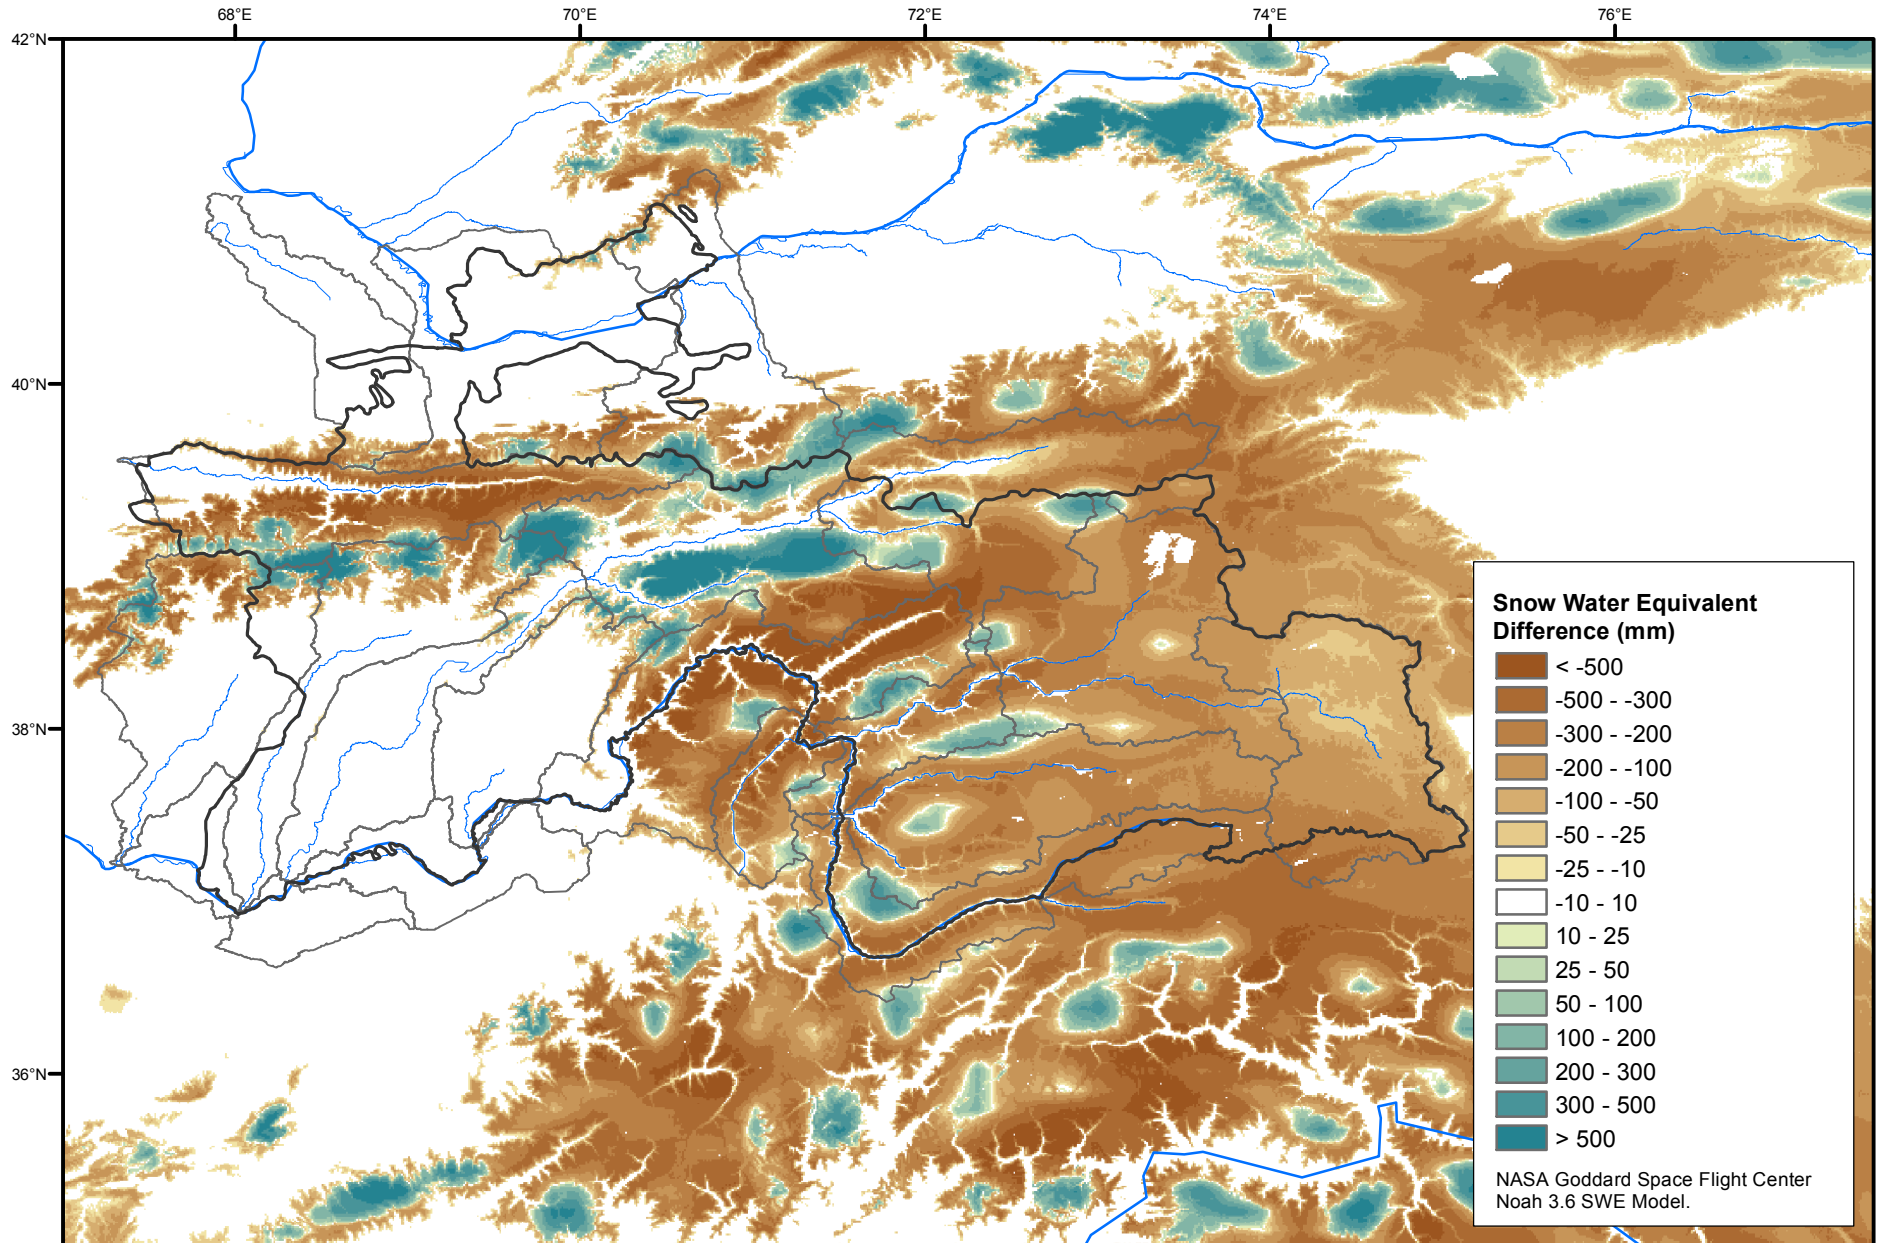 68°E 70°E 72°E 74°E 76°E
42°N
40°N
38°N
36°N
Snow Water Equivalent
Difference (mm)
< -500
-500 - -300
-300 - -200
-200 - -100
-100 - -50
-50 - -25
-25 - -10
-10 - 10
10 - 25
25 - 50
50 - 100
100 - 200
200 - 300
300 - 500
> 500
NASA Goddard Space Flight Center
Noah 3.6 SWE Model.